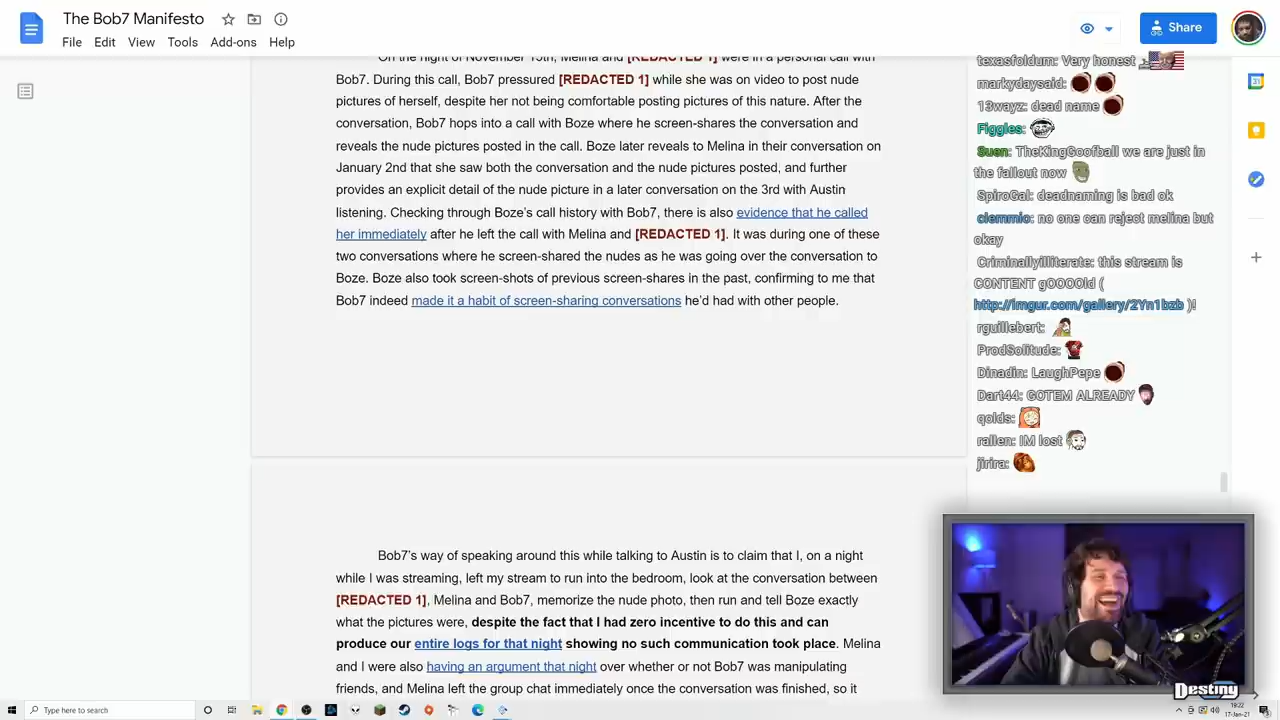 The Bob7 Manifesto
File Edit View Tools Add-ons Help
Share
On the night of November 15th, Melina and [REDACTED 1] were in a personal call with
Bob7. During this call, Bob7 pressured [REDACTED 1] while she was on video to post nude
pictures of herself, despite her not being comfortable posting pictures of this nature. After the
conversation, Bob7 hops into a call with Boze where he screen-shares the conversation and
reveals the nude pictures posted in the call. Boze later reveals to Melina in their conversation on
January 2nd that she saw both the conversation and the nude pictures posted, and further
provides an explicit detail of the nude picture in a later conversation on the 3rd with Austin
listening. Checking through Boze's call history with Bob7, there is also evidence that he called
her immediately after he left the call with Melina and [REDACTED 1]. It was during one of these
two conversations where he screen-shared the nudes as he was going over the conversation to
Boze. Boze also took screen-shots of previous screen-shares in the past, confirming to me that
Bob7 indeed made it a habit of screen-sharing conversations he'd had with other people.
Bob7's way of speaking around this while talking to Austin is to claim that I, on a night
while I was streaming, left my stream to run into the bedroom, look at the conversation between
[REDACTED 1], Melina and Bob7, memorize the nude photo, then run and tell Boze exactly
what the pictures were, despite the fact that I had zero incentive to do this and can
produce our entire logs for that night showing no such communication took place. Melina
and I were also having an argument that night over whether or not Bob7 was manipulating
friends, and Melina left the group chat immediately once the conversation was finished, so it
texasfoldum: Very honest
markydaysaid:
13wayz: dead name
Figgles:
Suen: TheKingGoofball we are just in
the fallout now
SpiroGal: deadnaming is bad ok
clemmie: no one can reject melina but
okay
Criminallyilliterate: this stream is
CONTENT gOOOOld (
http://imgur.com/gallery/2Yn1bzb )!
rguillebert:
ProdSolitude:
Dinadin: LaughPepe
Dart44: GOTEM ALREADY
qolds:
rallen: IM lost
jirira:
Destiny
Type here to search
19:22
17-Jan-21